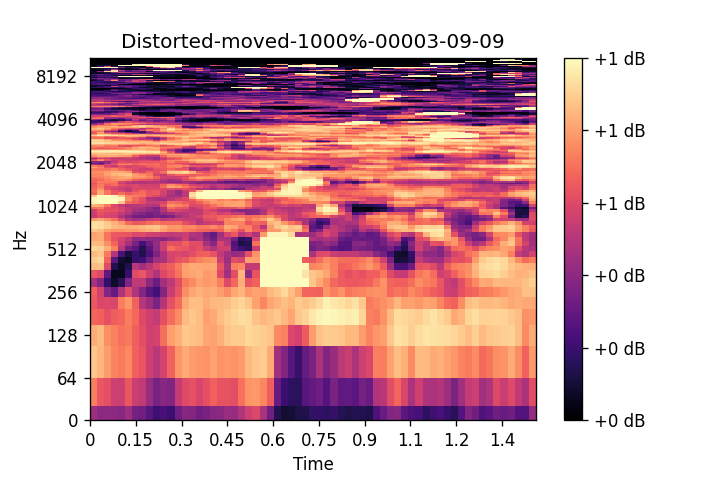 Distorted-moved-1000%-00003-09-09
Hz
8192
4096
2048
1024
512
256
128
64
0
0 0.15 0.3 0.45 0.6 0.75 0.9 1.1 1.2 1.4
Time
+1 dB
+1 dB
+1 dB
+0 dB
+0 dB
+0 dB